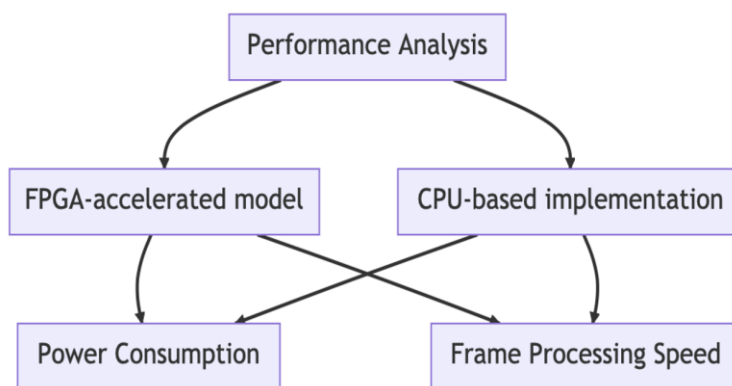 Performance Analysis
FPGA-accelerated model
CPU-based implementation
Power Consumption
Frame Processing Speed